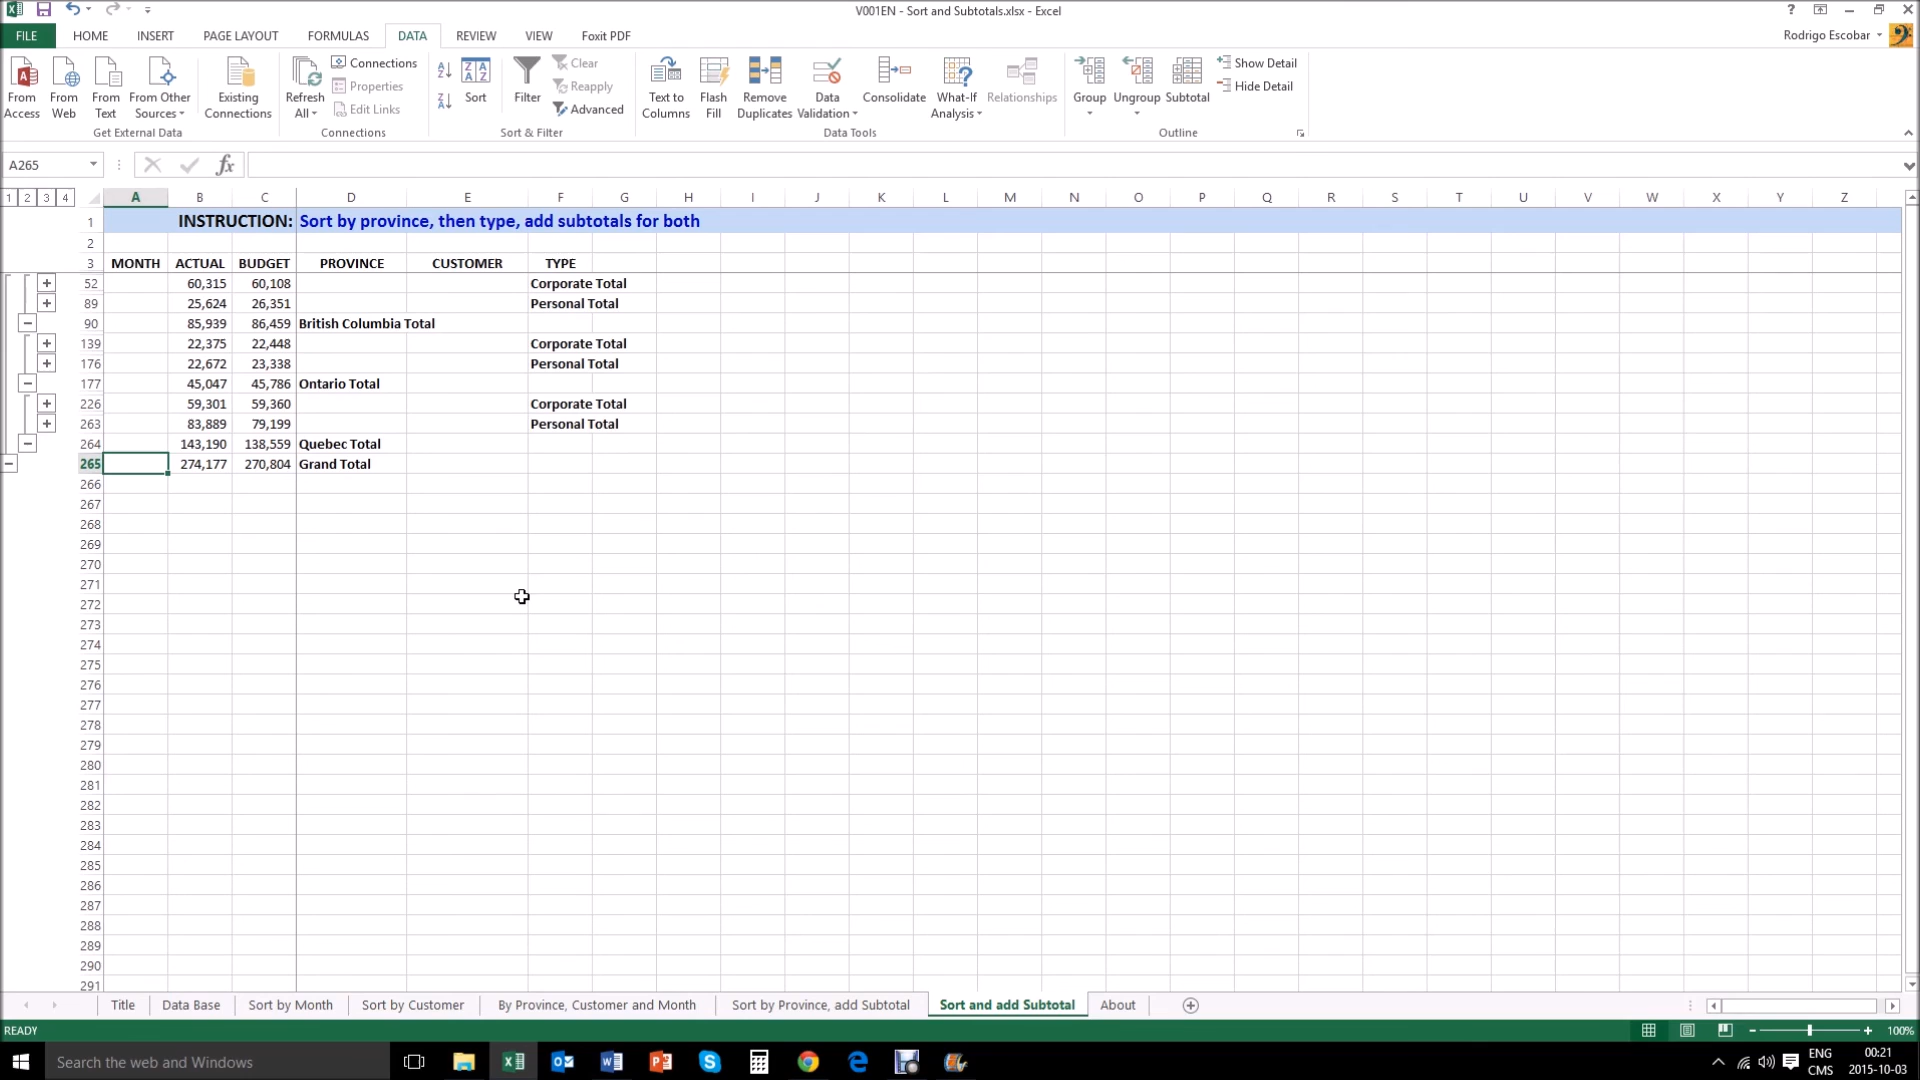 V001EN - Sort and Subtotals.xlsx - Excel
FILE HOME INSERT PAGE LAYOUT FORMULAS DATA REVIEW VIEW Foxit PDF Rodrigo Escobar
From Access
From Web
From Text
From Other Sources
Existing Connections
Get External Data
Refresh All
Connections
Properties
Edit Links
Connections
Sort
Filter
Clear
Reapply
Advanced
Sort & Filter
Text to Columns
Flash Fill
Remove Duplicates
Data Validation
Consolidate
What-If Analysis
Relationships
Data Tools
Group
Ungroup
Subtotal
Show Detail
Hide Detail
Outline
A265 fx
1 2 3 4 A B C D E F G H I J K L M N O P Q R S T U V W X Y Z
1 INSTRUCTION: Sort by province, then type, add subtotals for both
2
3 MONTH ACTUAL BUDGET PROVINCE CUSTOMER TYPE
52 60,315 60,108 Corporate Total
89 25,624 26,351 Personal Total
90 85,939 86,459 British Columbia Total
139 22,375 22,448 Corporate Total
176 22,672 23,338 Personal Total
177 45,047 45,786 Ontario Total
226 59,301 59,360 Corporate Total
263 83,889 79,199 Personal Total
264 143,190 138,559 Quebec Total
265 274,177 270,804 Grand Total
266
267
268
269
270
271
272
273
274
275
276
277
278
279
280
281
282
283
284
285
286
287
288
289
290
291
Title Data Base Sort by Month Sort by Customer By Province, Customer and Month Sort by Province, add Subtotal Sort and add Subtotal About
READY 100%
Search the web and Windows
ENG 00:21
CMS 2015-10-03